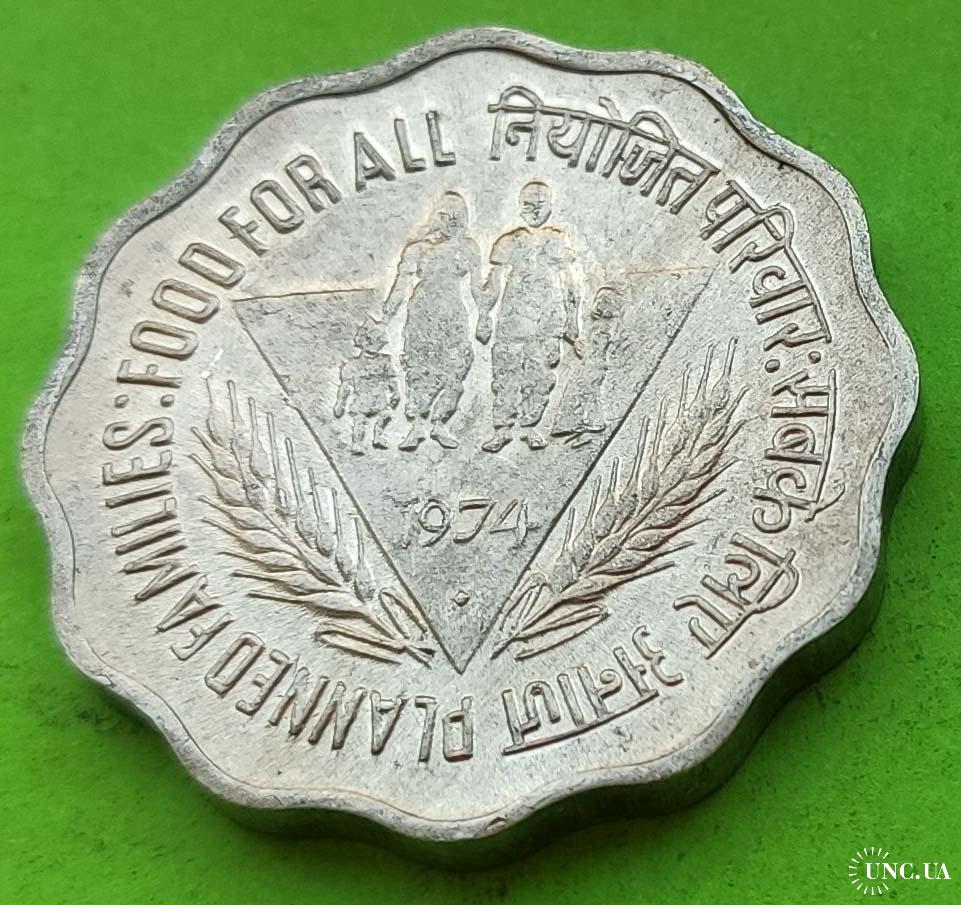 PLANNED FAMILIES: FOOD FOR ALL
नियोजित परिवार: सबके लिए अनाज
1974
UNC.UA